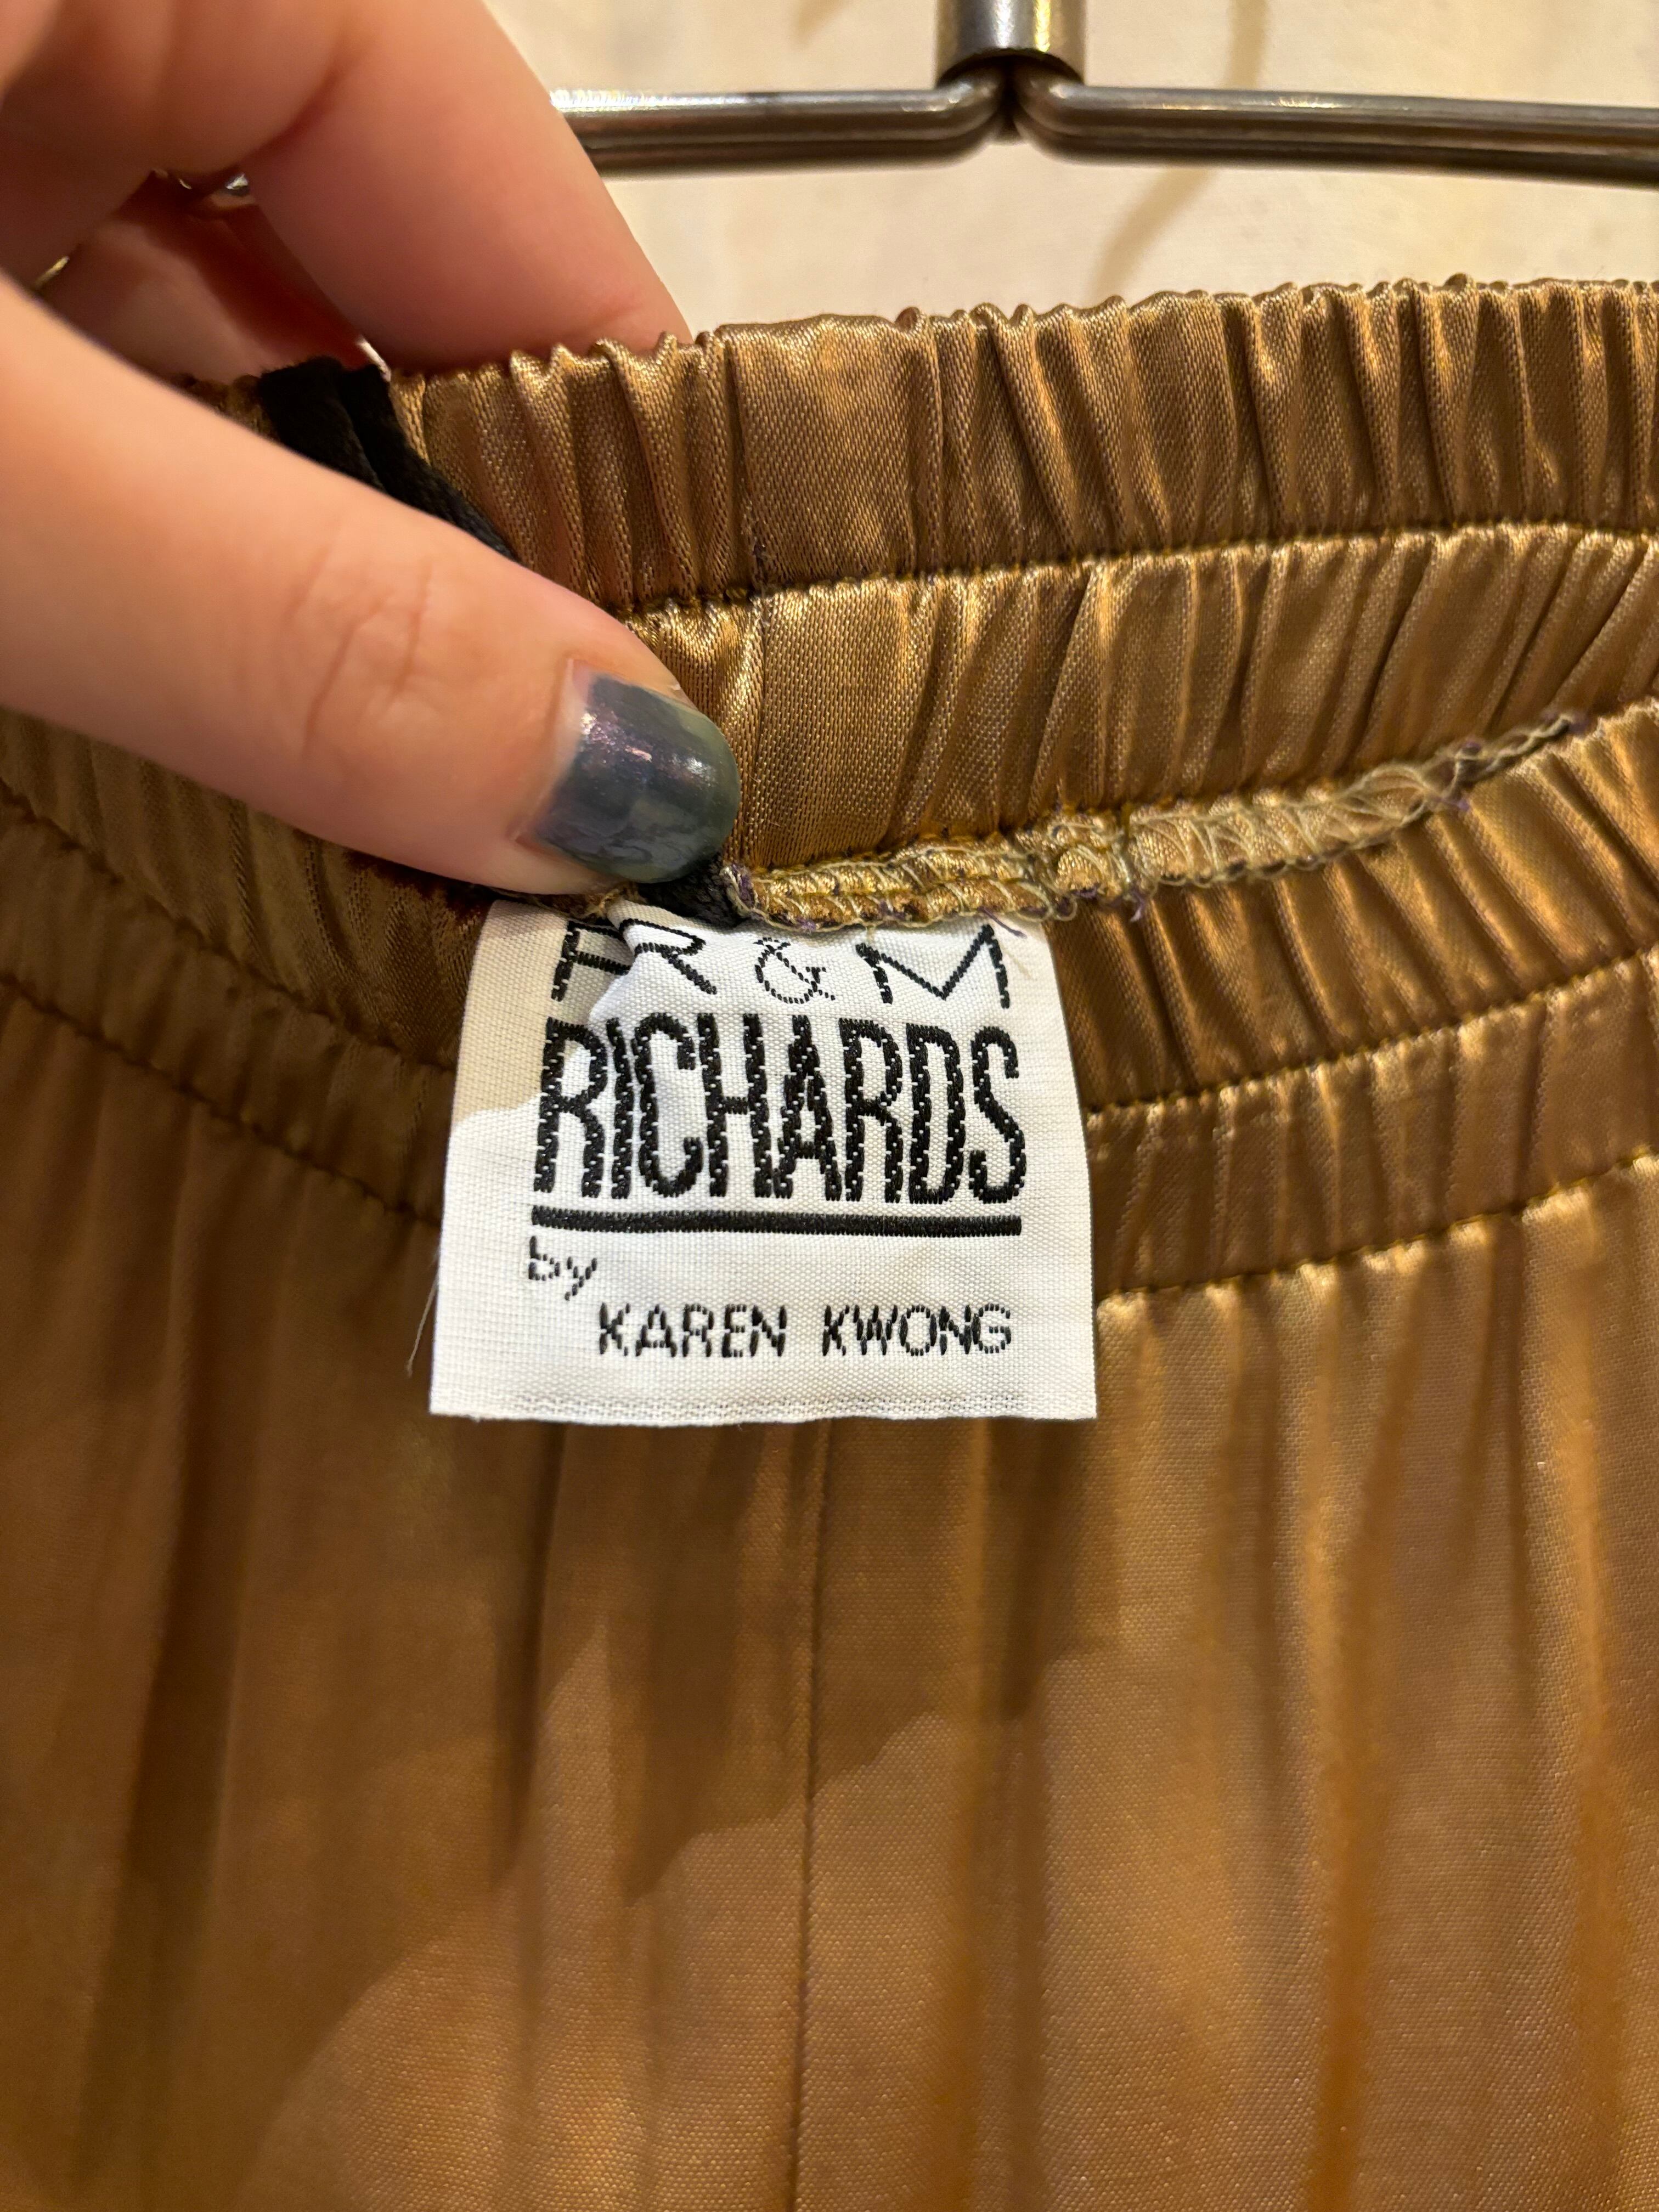 R & M
RICHARDS
by
KAREN KWONG